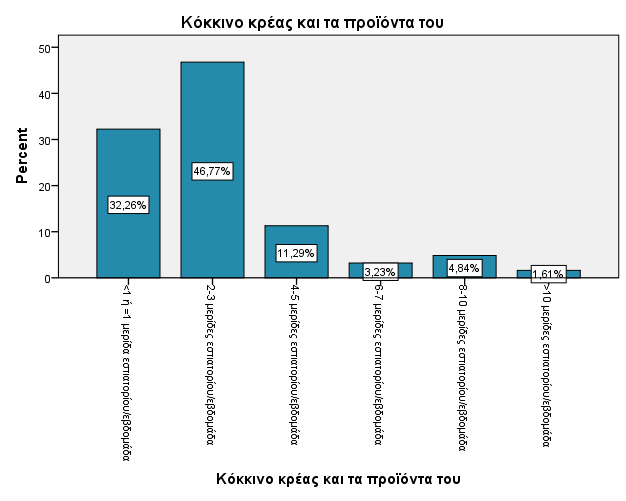 Κόκκινο κρέας και τα προϊόντα του
Percent
50
40
30
20
10
0
32,26%
46,77%
11,29%
3,23%
4,84%
1,61%
<1 ή =1 μερίδα εστιατορίου/εβδομάδα
2-3 μερίδες εστιατορίου/εβδομάδα
4-5 μερίδες εστιατορίου/εβδομάδα
6-7 μερίδες εστιατορίου/εβδομάδα
8-10 μερίδες εστιατορίου/εβδομάδα
>10 μερίδες εστιατορίου/εβδομάδα
Κόκκινο κρέας και τα προϊόντα του